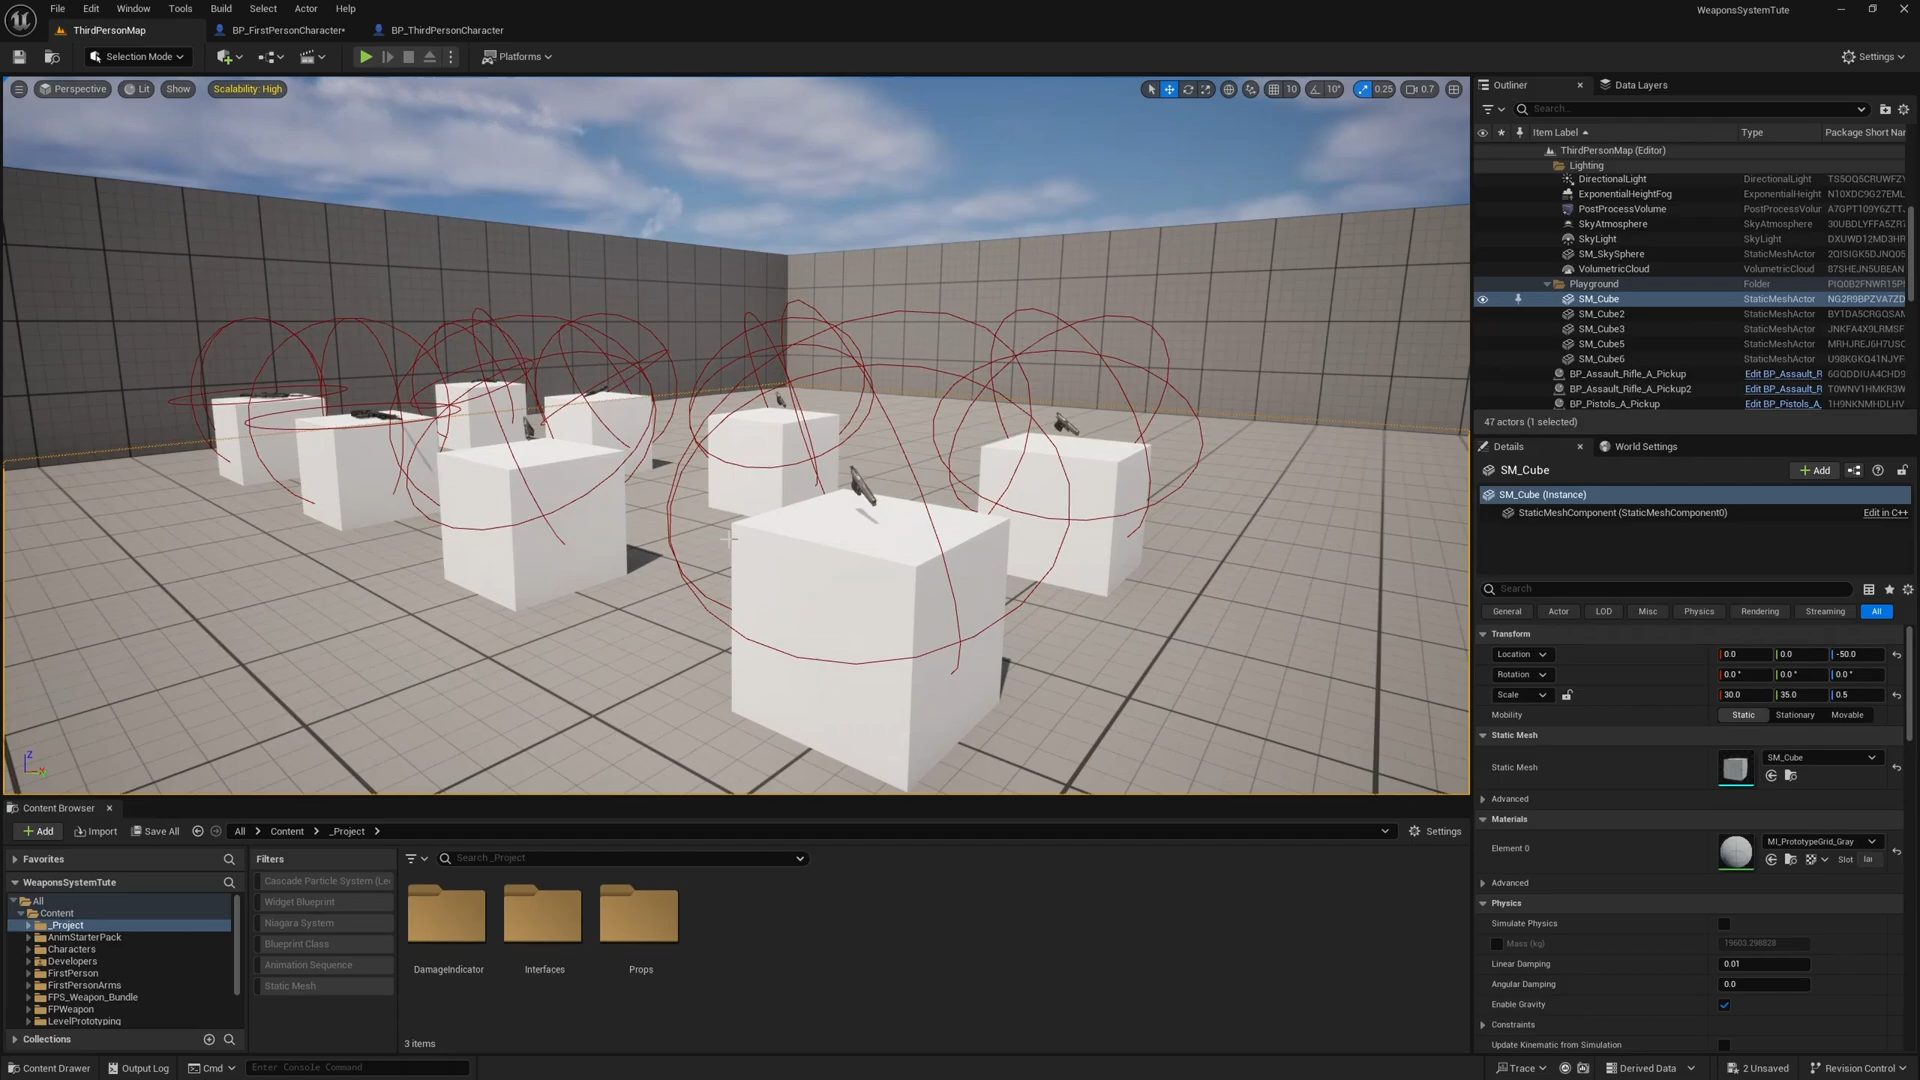 File Edit Window Tools Build Select Actor Help
WeaponsSystemTute
ThirdPersonMap BP_FirstPersonCharacter* BP_ThirdPersonCharacter
Selection Mode Platforms Settings
Perspective Lit Show Scalability: High 10 10° 0.25 0.7
Outliner Data Layers
Search...
Item Label Type Package Short Nar
ThirdPersonMap (Editor)
Lighting
DirectionalLight DirectionalLight TS5OQ5CRUWFZY
ExponentialHeightFog ExponentialHeight N10XDC9G27EML
PostProcessVolume PostProcessVolur A7GPT109Y6ZTTJ
SkyAtmosphere SkyAtmosphere 30UBDLYFFA5ZR7
SkyLight SkyLight DXUWD12MD3HR
SM_SkySphere StaticMeshActor 2QISIGK5DJNQ05
VolumetricCloud VolumetricCloud 87SHEJN5UBEAN
Playground Folder PIQ0B2FNWR15P
SM_Cube StaticMeshActor NG2R9BPZVA7ZD
SM_Cube2 StaticMeshActor BY1DA5CRGQSAM
SM_Cube3 StaticMeshActor JNKFA4X9LRMSF
SM_Cube5 StaticMeshActor MRHJREJ6H7USC
SM_Cube6 StaticMeshActor U98KGKQ41NJYF
BP_Assault_Rifle_A_Pickup Edit BP_Assault_R 6GQDDIUA4CHD9
BP_Assault_Rifle_A_Pickup2 Edit BP_Assault_R T0WNV1HMKR3W
BP_Pistols_A_Pickup Edit BP_Pistols_A_ 1H9NKNMHDLHV
47 actors (1 selected)
Details World Settings
SM_Cube Add
SM_Cube (Instance)
StaticMeshComponent (StaticMeshComponent0) Edit in C++
Search
General Actor LOD Misc Physics Rendering Streaming All
Transform
Location 0.0 0.0 -50.0
Rotation 0.0 ° 0.0 ° 0.0 °
Scale 30.0 35.0 0.5
Mobility Static Stationary Movable
Static Mesh
Static Mesh SM_Cube
Advanced
Materials
Element 0 MI_PrototypeGrid_Gray
Slot
Advanced
Physics
Simulate Physics
Mass (kg) 19603.298828
Linear Damping 0.01
Angular Damping 0.0
Enable Gravity
Constraints
Update Kinematic from Simulation
Z
Content Browser
Add Import Save All All Content _Project Settings
Favorites
WeaponsSystemTute
All
Content
_Project
AnimStarterPack
Characters
Developers
FirstPerson
FirstPersonArms
FPS_Weapon_Bundle
FPWeapon
LevelPrototyping
Collections
Filters
Cascade Particle System (Le
Widget Blueprint
Niagara System
Blueprint Class
Animation Sequence
Static Mesh
Search _Project
DamageIndicator Interfaces Props
3 items
Content Drawer Output Log Cmd Enter Console Command Trace Derived Data 2 Unsaved Revision Control